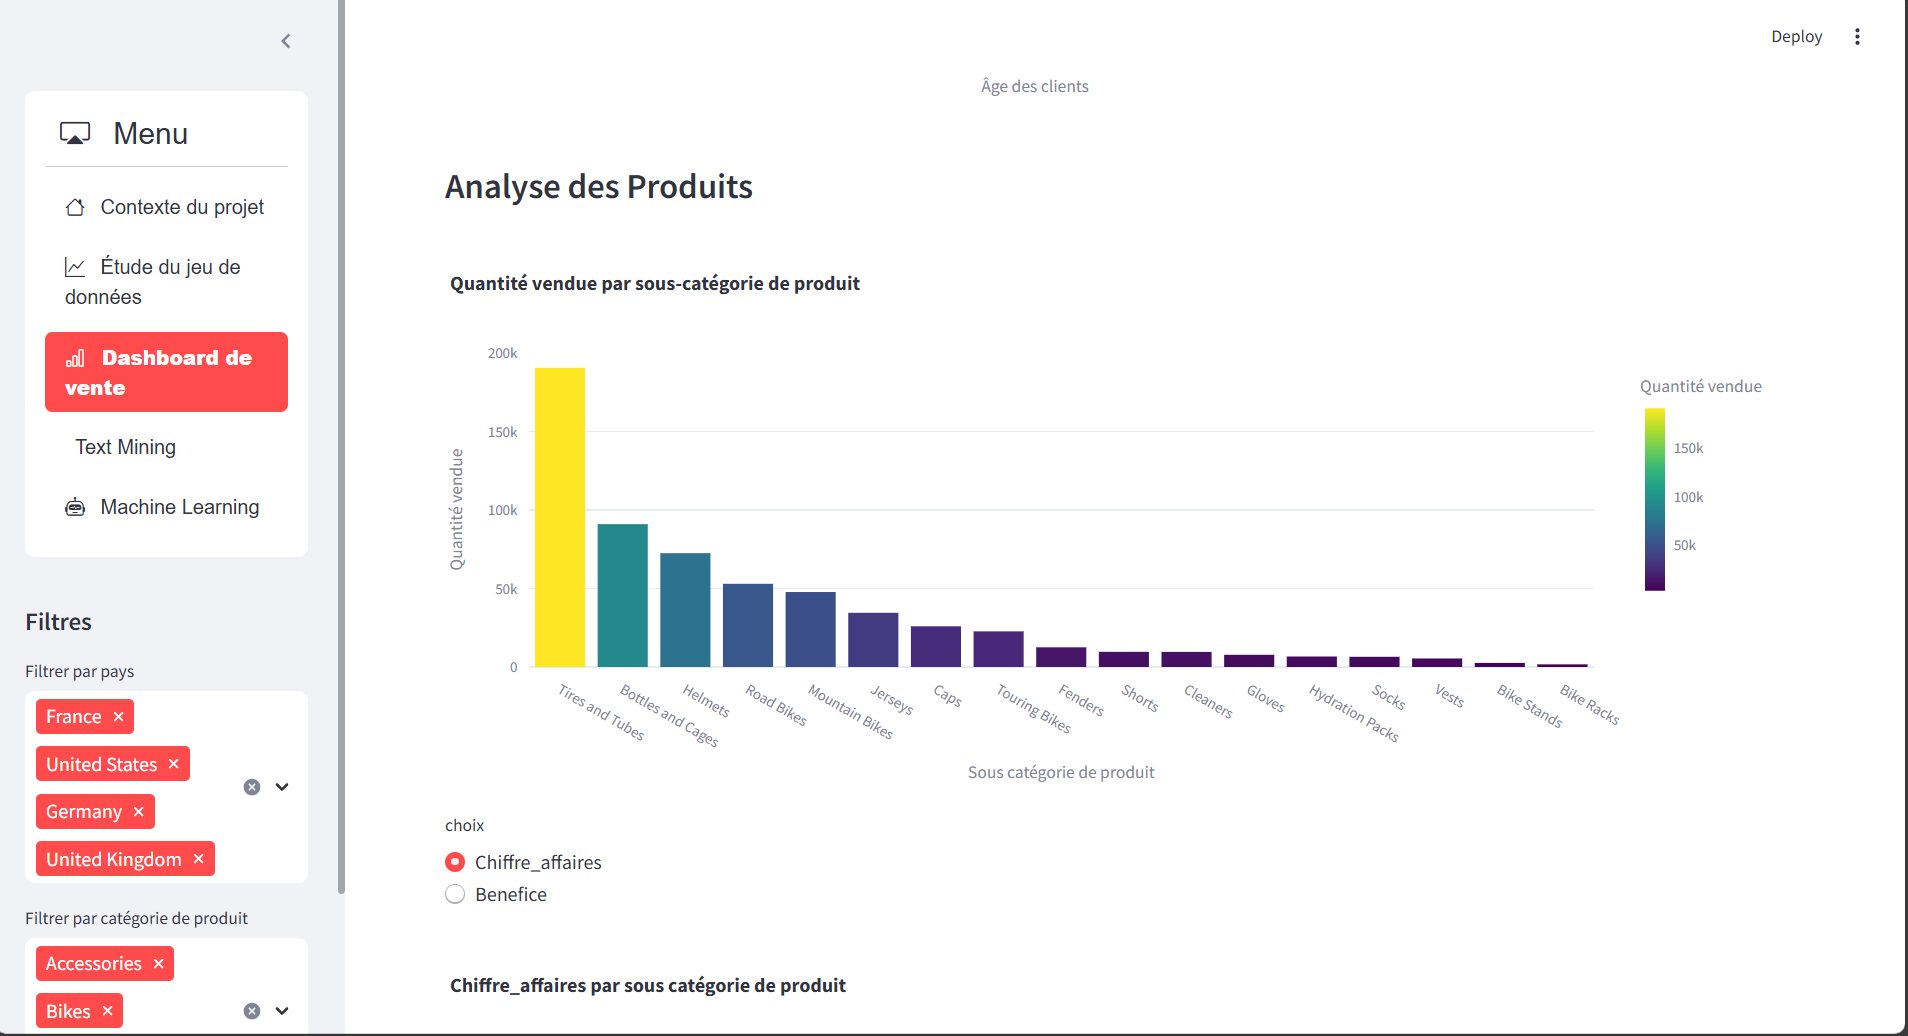 Menu
Contexte du projet
Étude du jeu de
données
Dashboard de
vente
Text Mining
Machine Learning
Filtres
Filtrer par pays
France
United States
Germany
United Kingdom
Filtrer par catégorie de produit
Accessories
Bikes
Deploy
Âge des clients
Analyse des Produits
Quantité vendue par sous-catégorie de produit
200k
150k
100k
50k
0
Quantité vendue
Tires and Tubes
Bottles and Cages
Helmets
Road Bikes
Mountain Bikes
Jerseys
Caps
Touring Bikes
Fenders
Shorts
Cleaners
Gloves
Hydration Packs
Socks
Vests
Bike Stands
Bike Racks
Sous catégorie de produit
Quantité vendue
150k
100k
50k
choix
Chiffre_affaires
Benefice
Chiffre_affaires par sous catégorie de produit